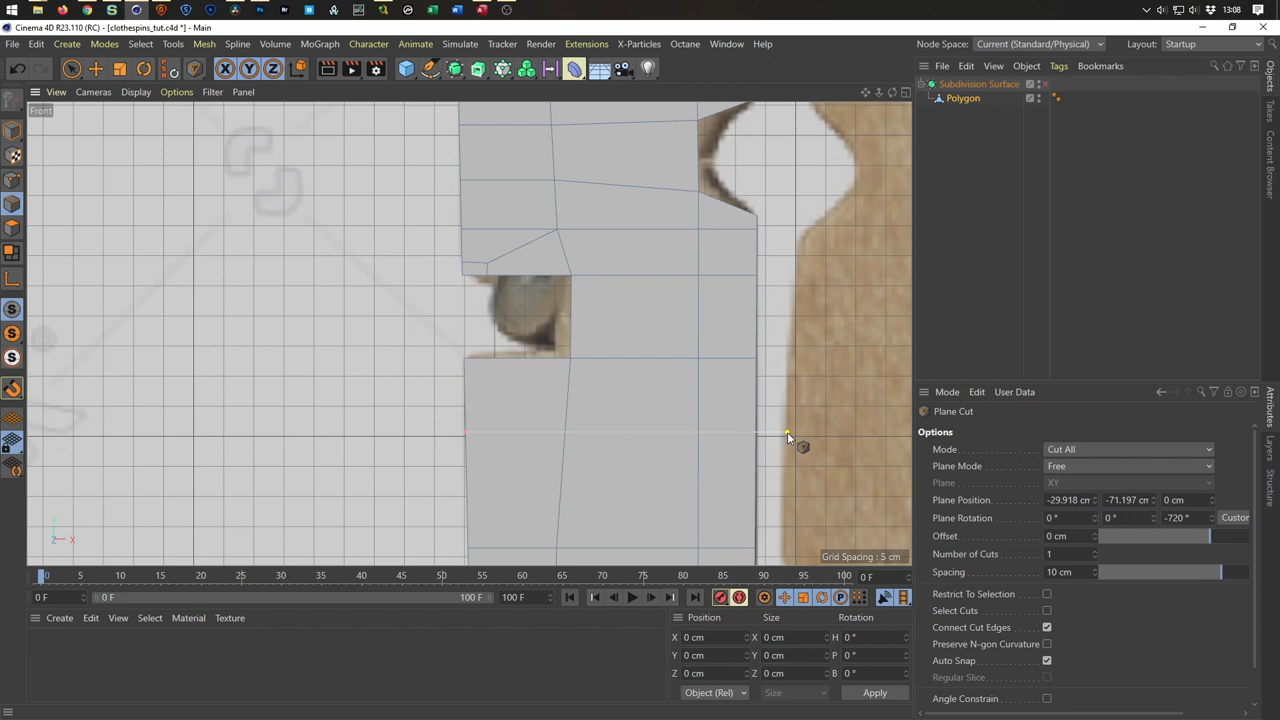 13:08
Cinema 4D R23.110 (RC) - [clothespins_tut.c4d *] - Main
File Edit Create Modes Select Tools Mesh Spline Volume MoGraph Character Animate Simulate Tracker Render Extensions X-Particles Octane Window Help
Node Space: Current (Standard/Physical) Layout: Startup
X Y Z
View Cameras Display Options Filter Panel
File Edit View Object Tags Bookmarks
Subdivision Surface
Polygon
Front
Y
Z X
Grid Spacing : 5 cm
0 5 10 15 20 25 30 35 40 45 50 55 60 65 70 75 80 85 90 95 100 0 F
0 F 0 F 100 F 100 F
Create Edit View Select Material Texture
Position Size Rotation
X 0 cm X 0 cm H 0 °
Y 0 cm Y 0 cm P 0 °
Z 0 cm Z 0 cm B 0 °
Object (Rel) Size Apply
Mode Edit User Data
Plane Cut
Options
Mode Cut All
Plane Mode Free
Plane XY
Plane Position -29.918 cm -71.197 cm 0 cm
Plane Rotation 0 ° 0 ° -720 ° Custor
Offset 0 cm
Number of Cuts 1
Spacing 10 cm
Restrict To Selection
Select Cuts
Connect Cut Edges
Preserve N-gon Curvature
Auto Snap
Regular Slice
Angle Constrain
Objects
Takes
Content Browser
Attributes
Layers
Structure